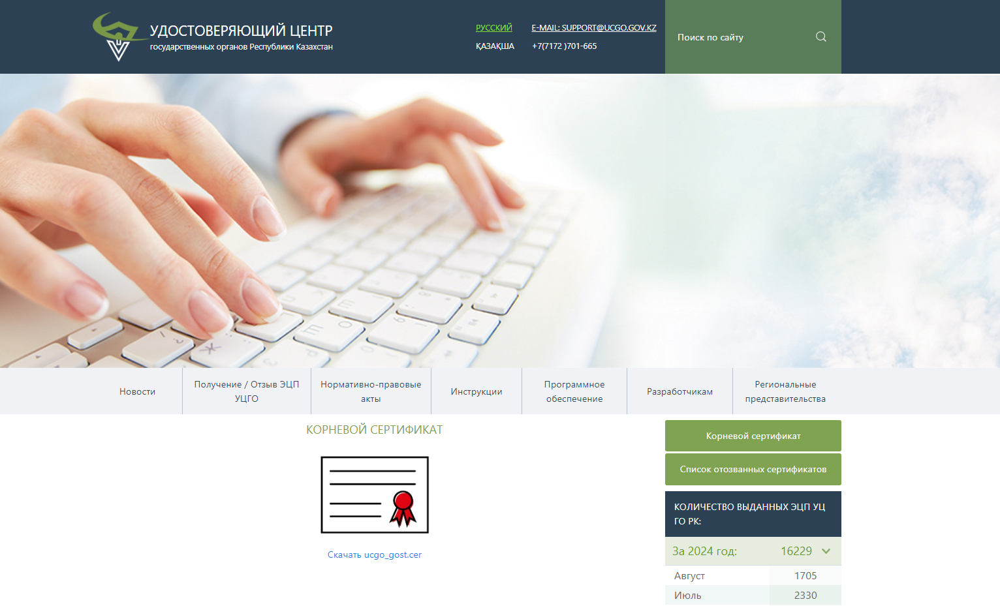 УДОСТОВЕРЯЮЩИЙ ЦЕНТР
государственных органов Республики Казахстан
РУССКИЙ
ҚАЗАҚША
E-MAIL: SUPPORT@UCGO.GOV.KZ
+7(7172 )701-665
Поиск по сайту
Новости
Получение / Отзыв ЭЦП
УЦГО
Нормативно-правовые
акты
Инструкции
Программное
обеспечение
Разработчикам
Региональные
представительства
КОРНЕВОЙ СЕРТИФИКАТ
Скачать ucgo_gost.cer
Корневой сертификат
Список отозванных сертификатов
КОЛИЧЕСТВО ВЫДАННЫХ ЭЦП УЦ
ГО РК:
За 2024 год: 16229
Август 1705
Июль 2330